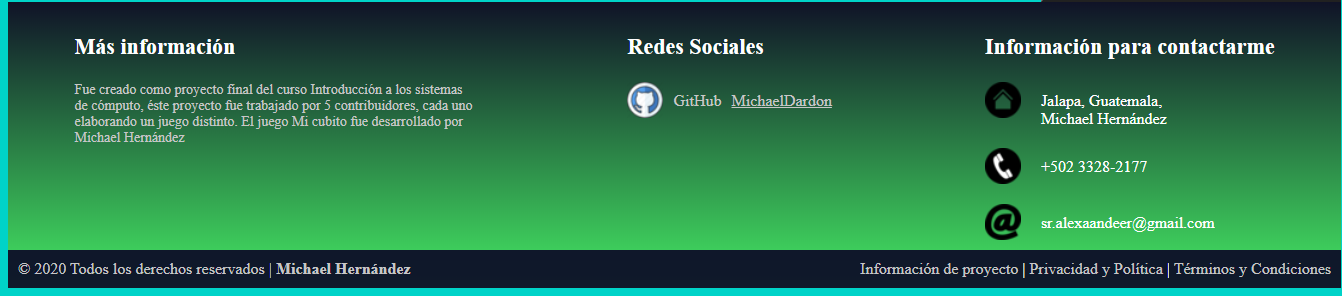 Más información
Fue creado como proyecto final del curso Introducción a los sistemas
de cómputo, éste proyecto fue trabajado por 5 contribuidores, cada uno
elaborando un juego distinto. El juego Mi cubito fue desarrollado por
Michael Hernández
Redes Sociales
GitHub MichaelDardon
Información para contactarme
Jalapa, Guatemala,
Michael Hernández
+502 3328-2177
sr.alexaandeer@gmail.com
© 2020 Todos los derechos reservados | Michael Hernández
Información de proyecto | Privacidad y Política | Términos y Condiciones